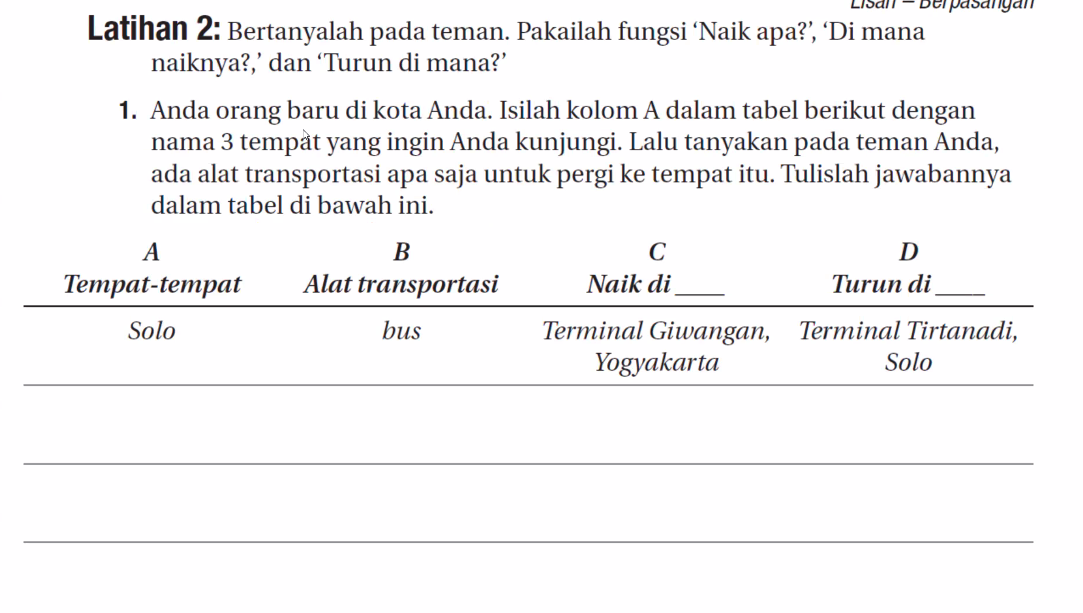 Lisan – Berpasangan
Latihan 2: Bertanyalah pada teman. Pakailah fungsi ‘Naik apa?’, ‘Di mana
naiknya?,’ dan ‘Turun di mana?’
1. Anda orang baru di kota Anda. Isilah kolom A dalam tabel berikut dengan
nama 3 tempat yang ingin Anda kunjungi. Lalu tanyakan pada teman Anda,
ada alat transportasi apa saja untuk pergi ke tempat itu. Tulislah jawabannya
dalam tabel di bawah ini.
A B C D
Tempat-tempat Alat transportasi Naik di ____ Turun di ____
Solo bus Terminal Giwangan, Terminal Tirtanadi,
Yogyakarta Solo